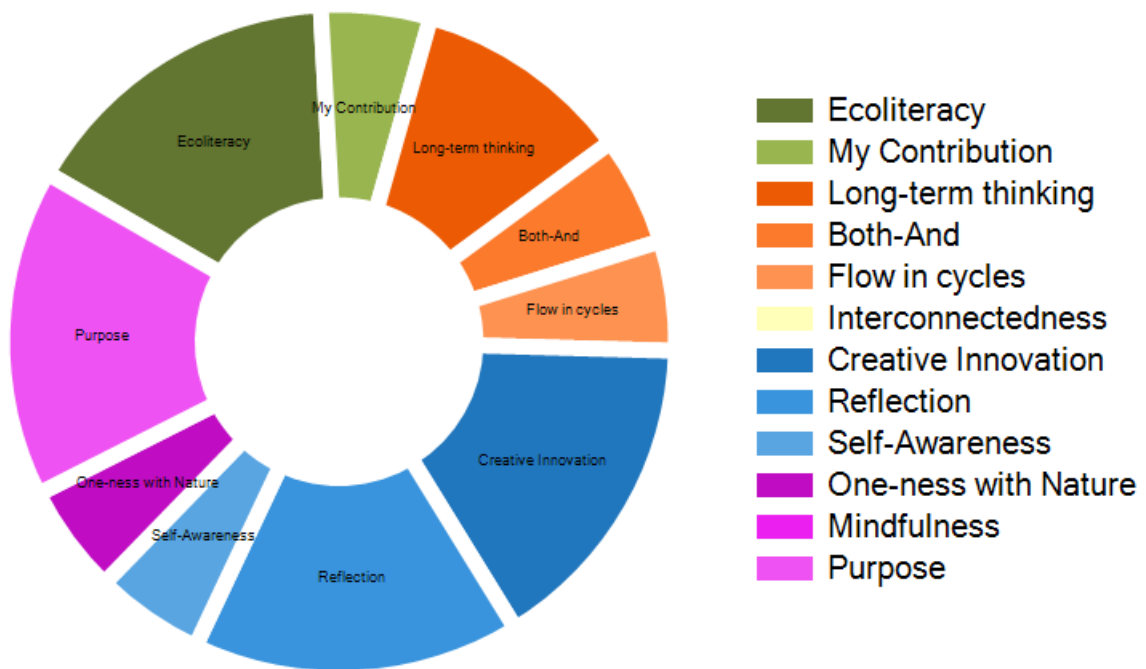 My Contribution
Ecoliteracy
Long-term thinking
Both-And
Flow in cycles
Purpose
Creative Innovation
One-ness with Nature
Self-Awareness
Reflection
Ecoliteracy
My Contribution
Long-term thinking
Both-And
Flow in cycles
Interconnectedness
Creative Innovation
Reflection
Self-Awareness
One-ness with Nature
Mindfulness
Purpose